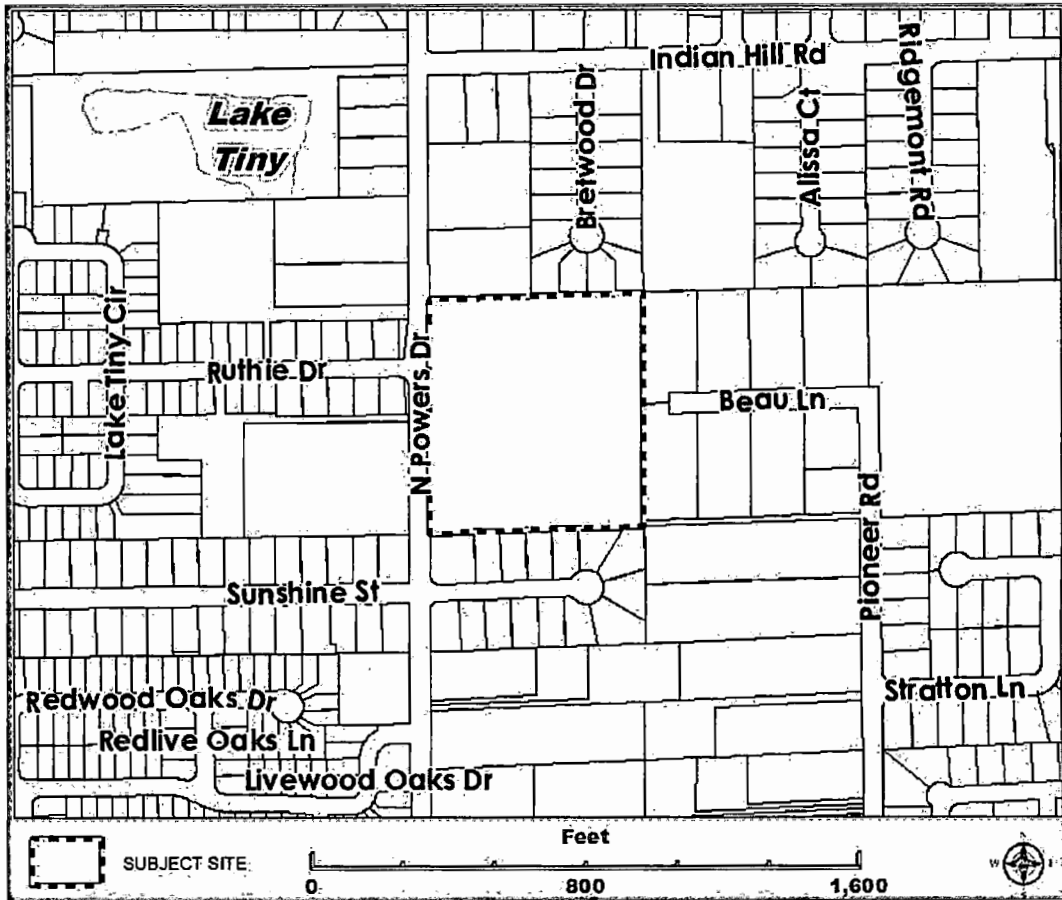 Indian Hill Rd
Ridgemont Rd
Bretwood Dr
Alissa Ct
Lake
Tiny
Lake Tiny Cir
Ruthie Dr
N Powers Dr
Beau Ln
Pioneer Rd
Sunshine St
Redwood Oaks Dr
Redlive Oaks Ln
Livewood Oaks Dr
Stratton Ln
SUBJECT SITE
Feet
0 800 1,600
W